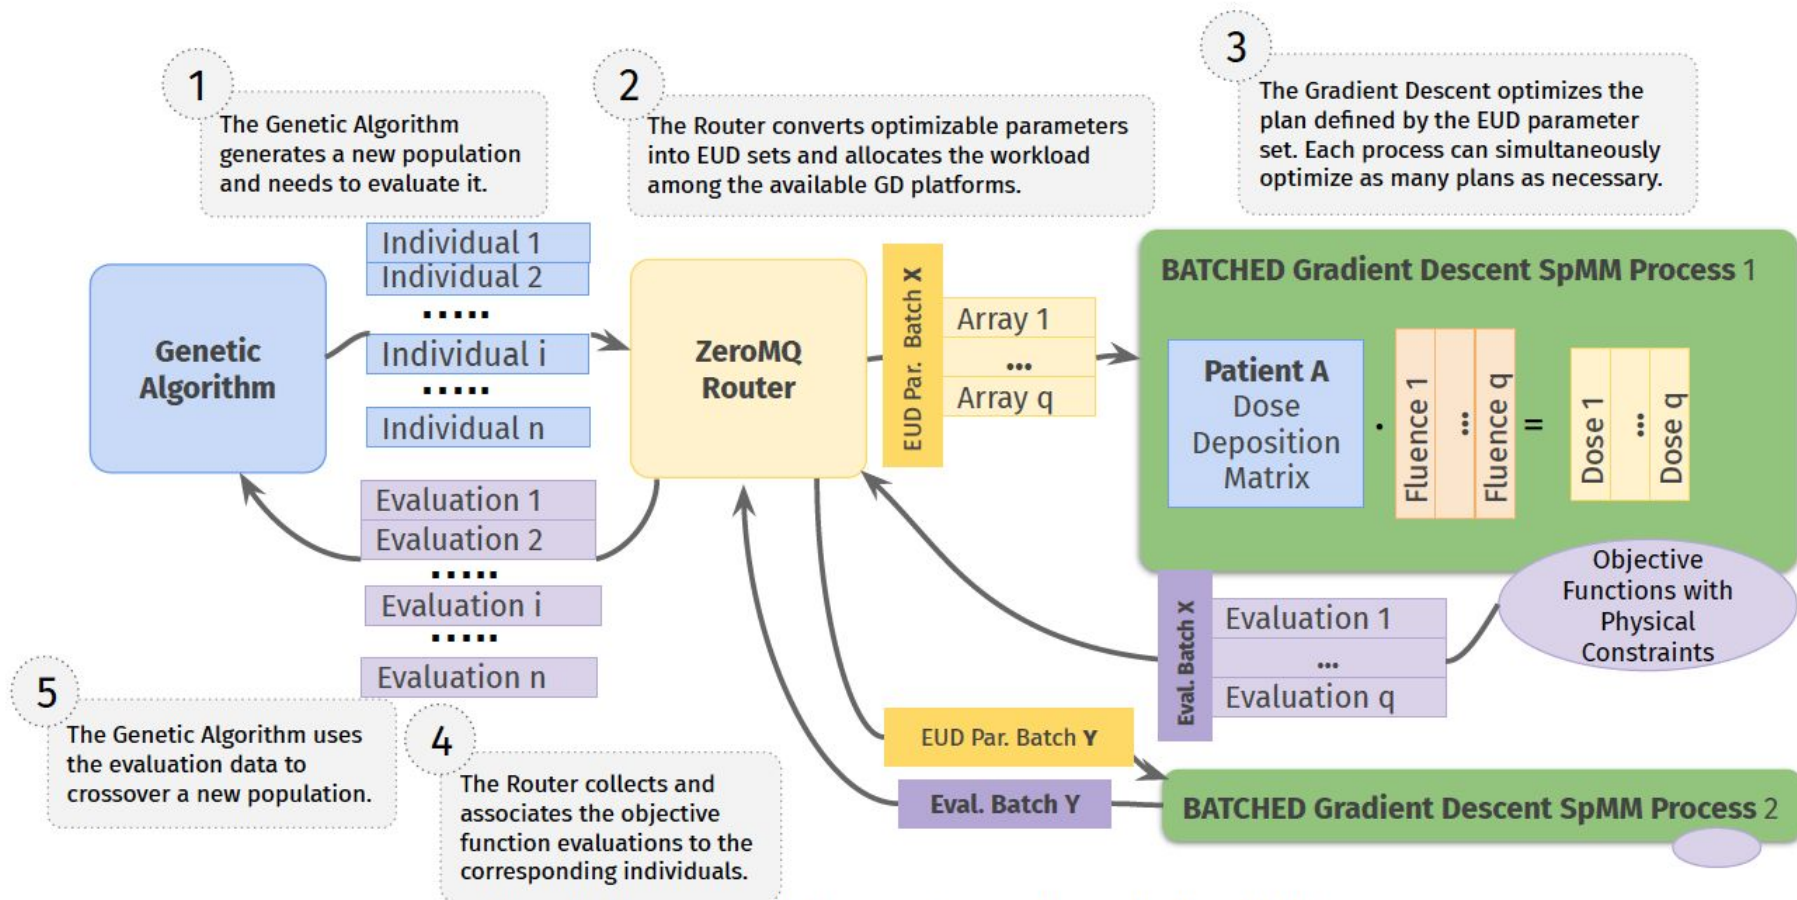 1
The Genetic Algorithm
generates a new population
and needs to evaluate it.
2
The Router converts optimizable parameters
into EUD sets and allocates the workload
among the available GD platforms.
3
The Gradient Descent optimizes the
plan defined by the EUD parameter
set. Each process can simultaneously
optimize as many plans as necessary.
Genetic
Algorithm
Individual 1
Individual 2
.....
Individual i
.....
Individual n
ZeroMQ
Router
EUD Par. Batch X
Array 1
...
Array q
BATCHED Gradient Descent SpMM Process 1
Patient A
Dose
Deposition
Matrix
·
Fluence 1
...
Fluence q
=
Dose 1
...
Dose q
Evaluation 1
Evaluation 2
.....
Evaluation i
.....
Evaluation n
Objective
Functions with
Physical
Constraints
Eval. Batch X
Evaluation 1
...
Evaluation q
5
The Genetic Algorithm uses
the evaluation data to
crossover a new population.
4
The Router collects and
associates the objective
function evaluations to the
corresponding individuals.
EUD Par. Batch Y
Eval. Batch Y
BATCHED Gradient Descent SpMM Process 2